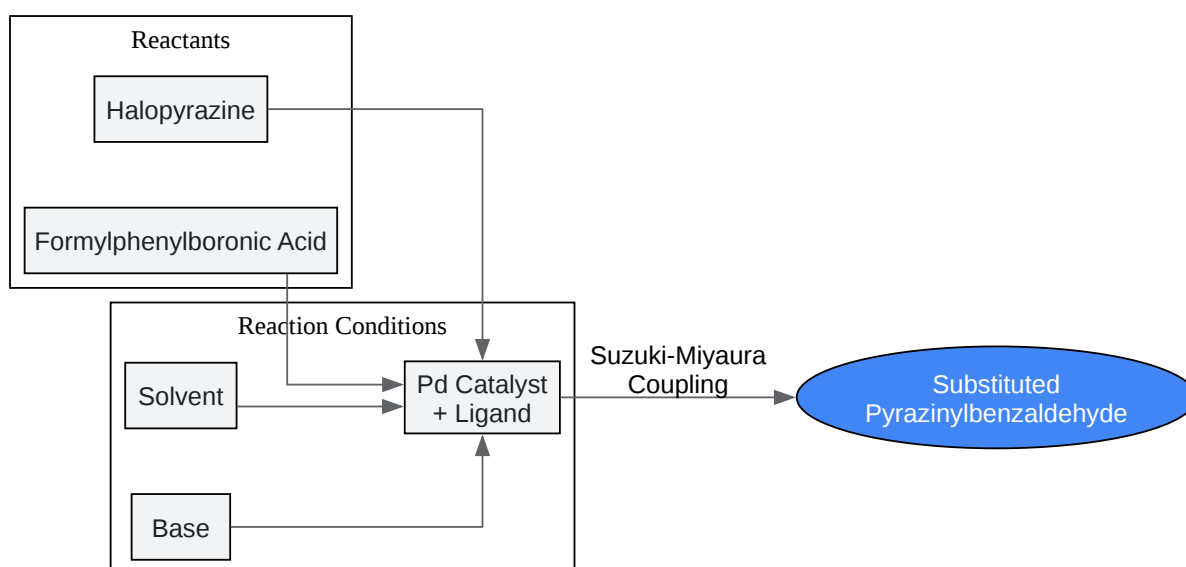 Reactants
Halopyrazine
Formylphenylboronic Acid
Reaction Conditions
Solvent
Base
Pd Catalyst
+ Ligand
Suzuki-Miyaura
Coupling
Substituted
Pyrazinylbenzaldehyde